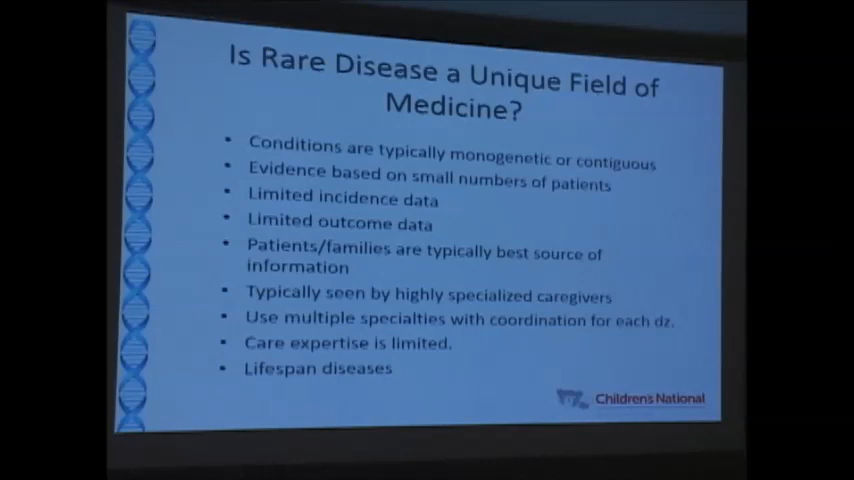 Is Rare Disease a Unique Field of
Medicine?
• Conditions are typically monogenetic or contiguous
• Evidence based on small numbers of patients
• Limited incidence data
• Limited outcome data
• Patients/families are typically best source of
information
• Typically seen by highly specialized caregivers
• Use multiple specialties with coordination for each dz.
• Care expertise is limited.
• Lifespan diseases
Children's National